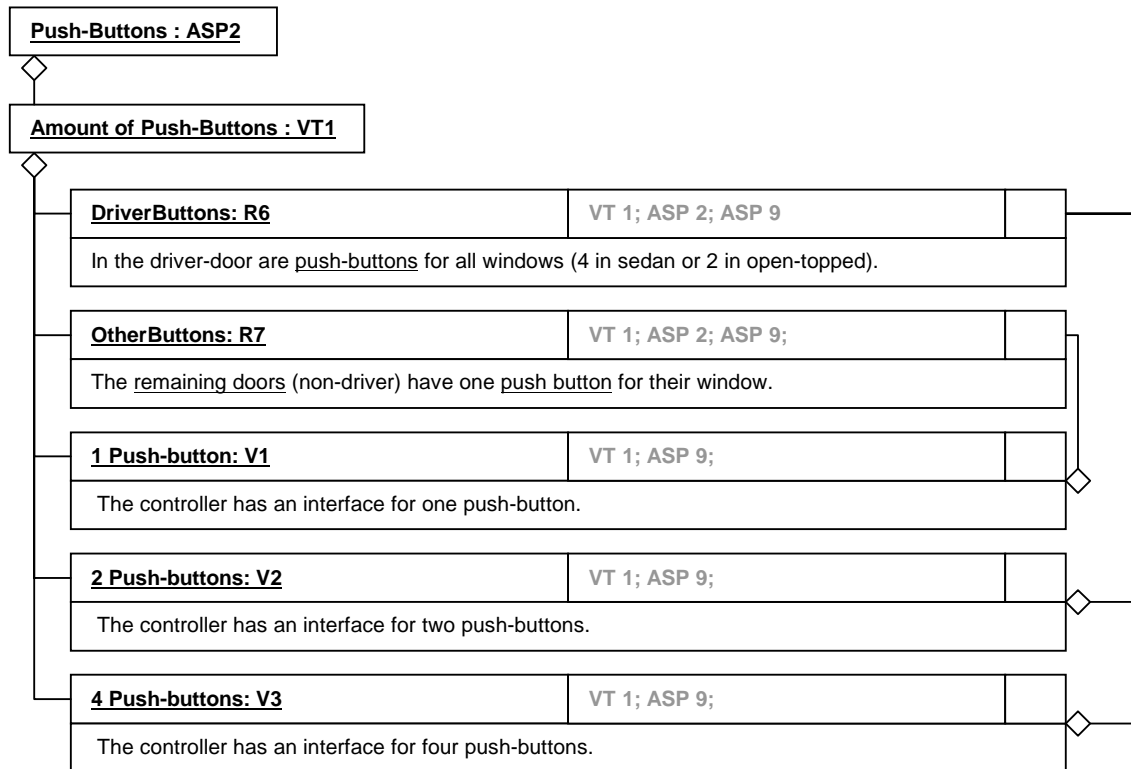 Push-Buttons : ASP2
Amount of Push-Buttons : VT1
DriverButtons: R6
VT 1; ASP 2; ASP 9
In the driver-door are push-buttons for all windows (4 in sedan or 2 in open-topped).
OtherButtons: R7
VT 1; ASP 2; ASP 9;
The remaining doors (non-driver) have one push button for their window.
1 Push-button: V1
VT 1; ASP 9;
The controller has an interface for one push-button.
2 Push-buttons: V2
VT 1; ASP 9;
The controller has an interface for two push-buttons.
4 Push-buttons: V3
VT 1; ASP 9;
The controller has an interface for four push-buttons.